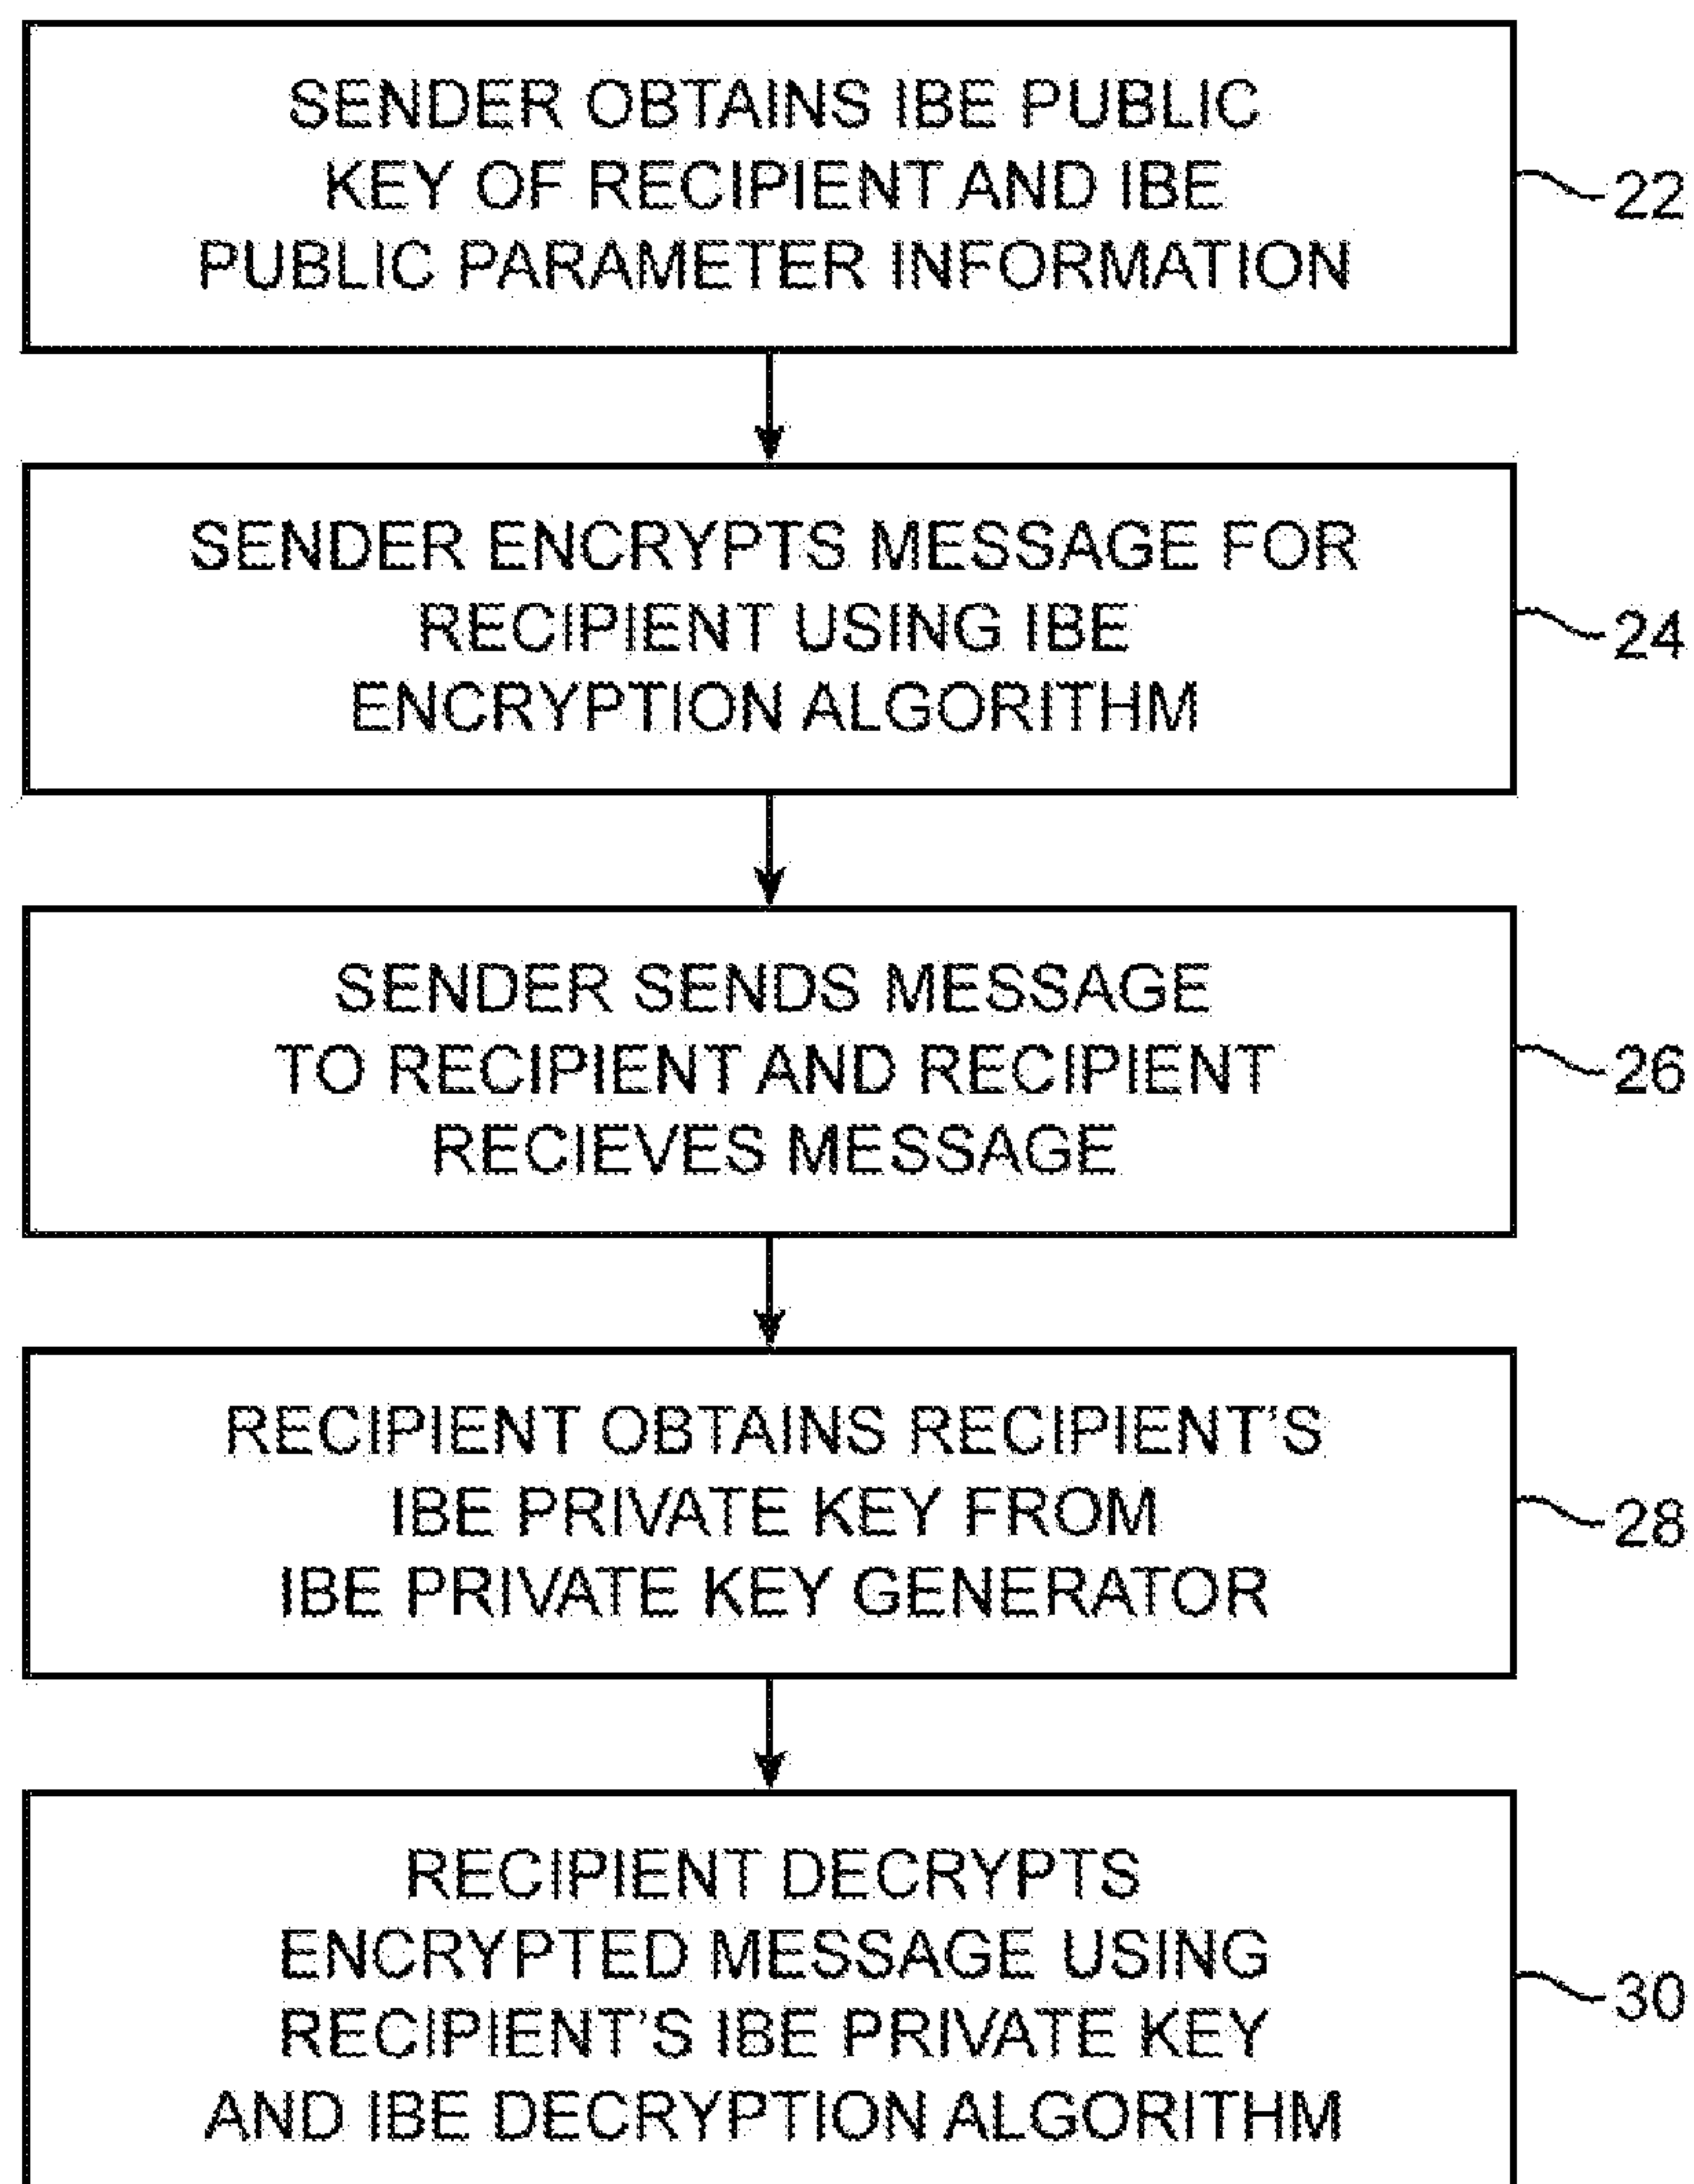 SENDER OBTAINS IBE PUBLIC
KEY OF RECIPIENT AND IBE
PUBLIC PARAMETER INFORMATION
22
SENDER ENCRYPTS MESSAGE FOR
RECIPIENT USING IBE
ENCRYPTION ALGORITHM
24
SENDER SENDS MESSAGE
TO RECIPIENT AND RECIPIENT
RECIEVES MESSAGE
26
RECIPIENT OBTAINS RECIPIENT'S
IBE PRIVATE KEY FROM
IBE PRIVATE KEY GENERATOR
28
RECIPIENT DECRYPTS
ENCRYPTED MESSAGE USING
RECIPIENT'S IBE PRIVATE KEY
AND IBE DECRYPTION ALGORITHM
30